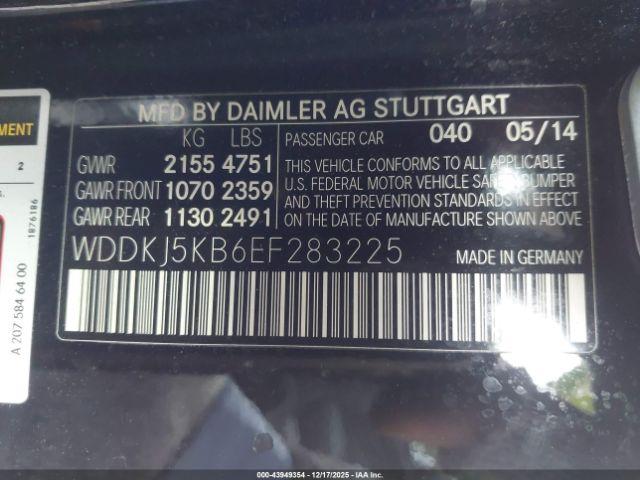 MFD BY DAIMLER AG STUTTGART
KG LBS
GVWR 2155 4751
GAWR FRONT 1070 2359
GAWR REAR 1130 2491
PASSENGER CAR 040 05/14
THIS VEHICLE CONFORMS TO ALL APPLICABLE
U.S. FEDERAL MOTOR VEHICLE SAFETY BUMPER
AND THEFT PREVENTION STANDARDS IN EFFECT
ON THE DATE OF MANUFACTURE SHOWN ABOVE
WDDKJ5KB6EF283225
MADE IN GERMANY
2
1876186
A 207 584 64 00
000-43949354 - 12/17/2025 - IAAI, Inc.